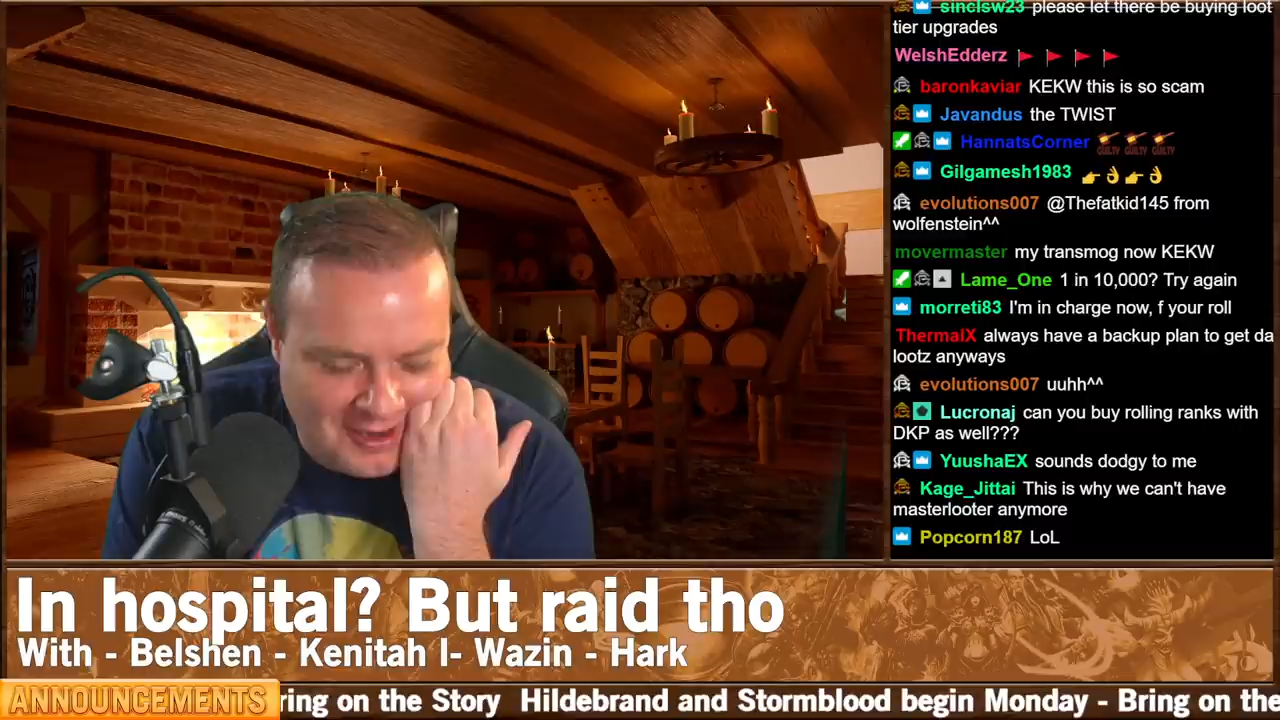 sinclsw23 please let there be buying loot
tier upgrades
WelshEdderz
baronkaviar KEKW this is so scam
Javandus the TWIST
HannatsCorner GUILTY GUILTY GUILTY
Gilgamesh1983
evolutions007 @Thefatkid145 from
wolfenstein^^
movermaster my transmog now KEKW
Lame_One 1 in 10,000? Try again
morreti83 I'm in charge now, f your roll
ThermalX always have a backup plan to get da
lootz anyways
evolutions007 uuhh^^
Lucronaj can you buy rolling ranks with
DKP as well???
YuushaEX sounds dodgy to me
Kage_Jittai This is why we can't have
masterlooter anymore
Popcorn187 LoL
In hospital? But raid tho
With - Belshen - Kenitah I- Wazin - Hark
ANNOUNCEMENTS
ring on the Story Hildebrand and Stormblood begin Monday - Bring on the